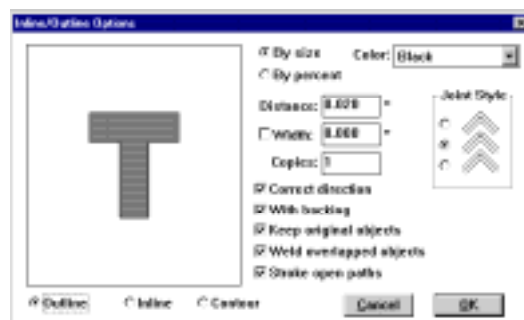 Inline/Outline Options
By size Color: Black
By percent
Distance: 0.020 "
Joint Style
Width: 0.000 "
Copies: 1
Correct direction
With backing
Keep original objects
Weld overlapped objects
Stroke open paths
Outline Inline Contour Cancel OK